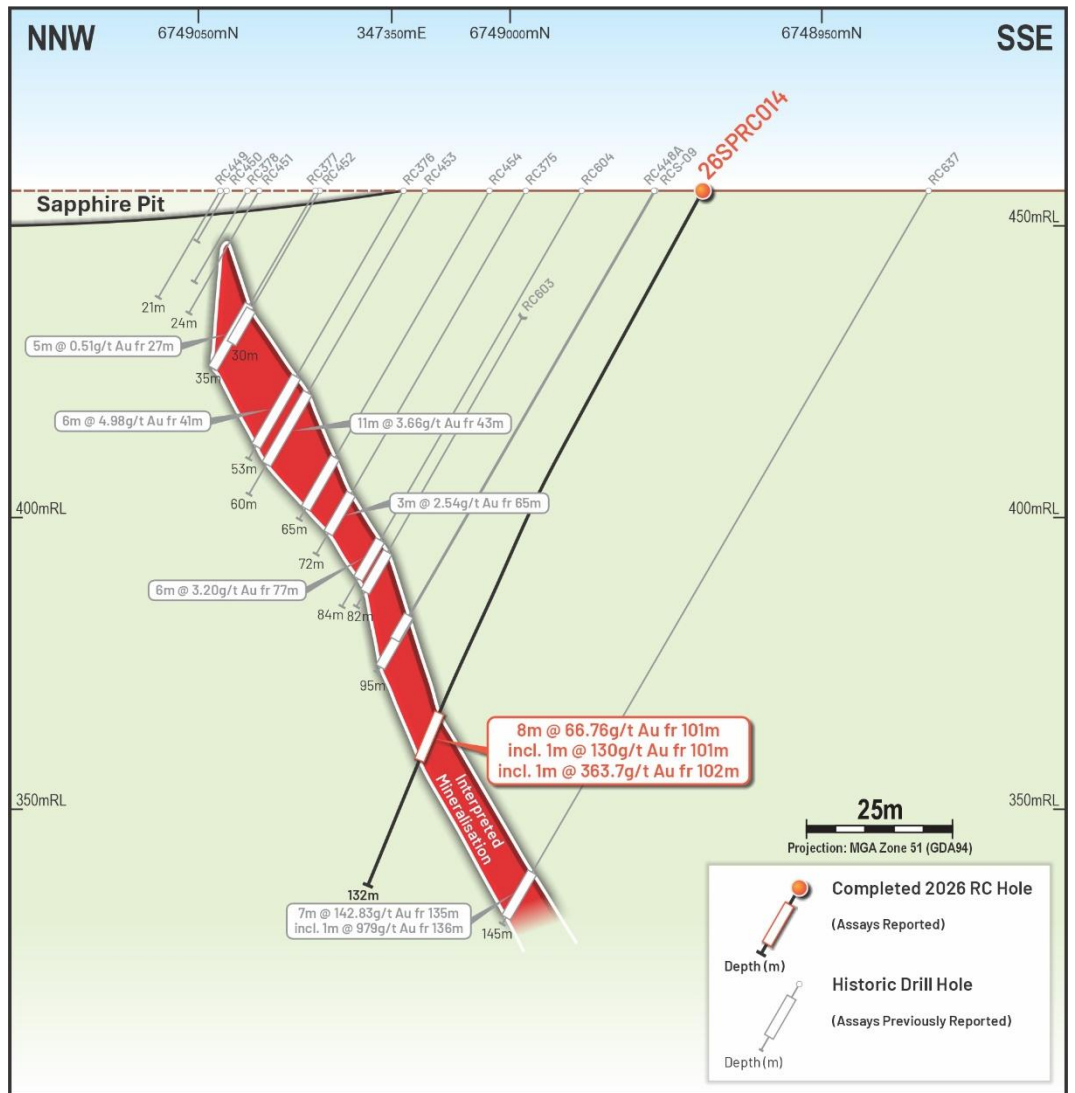 NNW
6749050mN
347350mE
6749000mN
6748950mN
SSE
RC449
RC450
RC378
RC451
RC377
RC452
RC376
RC453
RC454
RC375
RC604
RC448A
RCS-09
26SPRC014
RC637
Sapphire Pit
450mRL
RC603
21m
24m
5m @ 0.51g/t Au fr 27m
30m
35m
6m @ 4.98g/t Au fr 41m
11m @ 3.66g/t Au fr 43m
53m
60m
3m @ 2.54g/t Au fr 65m
400mRL
400mRL
65m
72m
6m @ 3.20g/t Au fr 77m
84m
82m
95m
8m @ 66.76g/t Au fr 101m
incl. 1m @ 130g/t Au fr 101m
incl. 1m @ 363.7g/t Au fr 102m
Interpreted
Mineralisation
350mRL
350mRL
25m
Projection: MGA Zone 51 (GDA94)
132m
7m @ 142.83g/t Au fr 135m
incl. 1m @ 979g/t Au fr 136m
145m
Completed 2026 RC Hole
(Assays Reported)
Depth (m)
Historic Drill Hole
(Assays Previously Reported)
Depth (m)